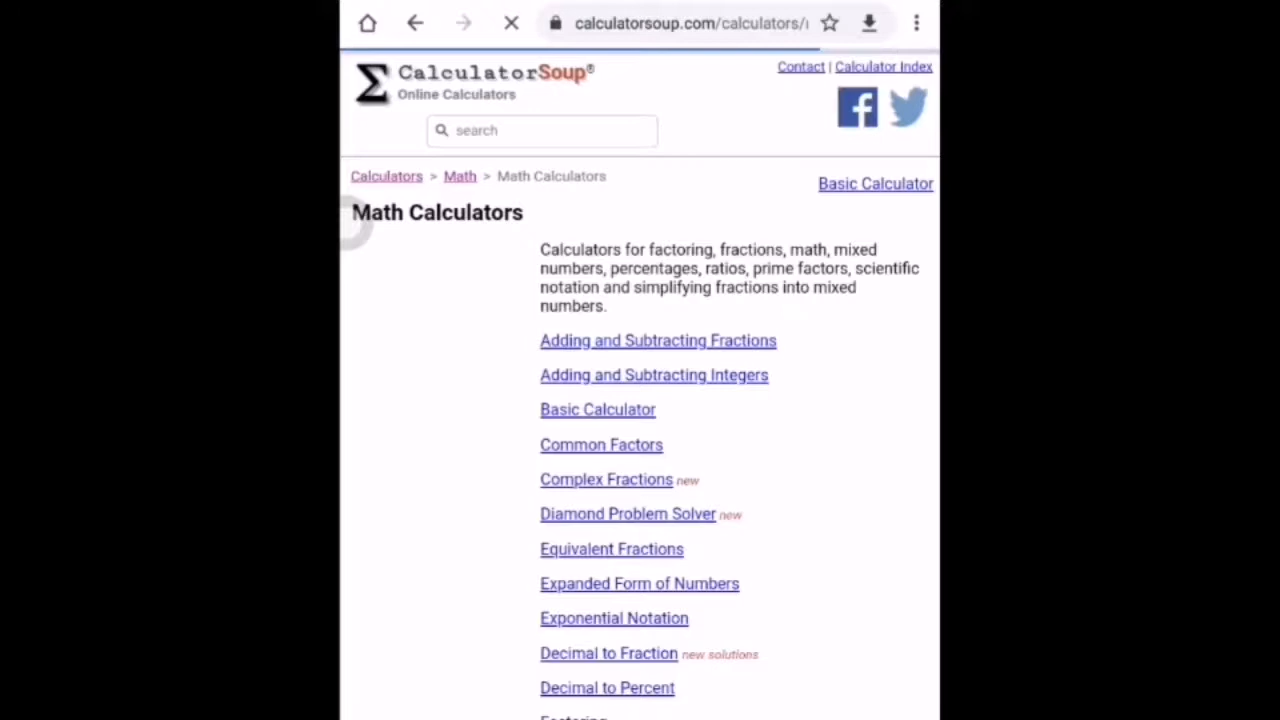 calculatorsoup.com/calculators/
CalculatorSoup®
Online Calculators
Contact | Calculator Index
search
Calculators > Math > Math Calculators
Basic Calculator
Math Calculators
Calculators for factoring, fractions, math, mixed
numbers, percentages, ratios, prime factors, scientific
notation and simplifying fractions into mixed
numbers.
Adding and Subtracting Fractions
Adding and Subtracting Integers
Basic Calculator
Common Factors
Complex Fractions new
Diamond Problem Solver new
Equivalent Fractions
Expanded Form of Numbers
Exponential Notation
Decimal to Fraction new solutions
Decimal to Percent